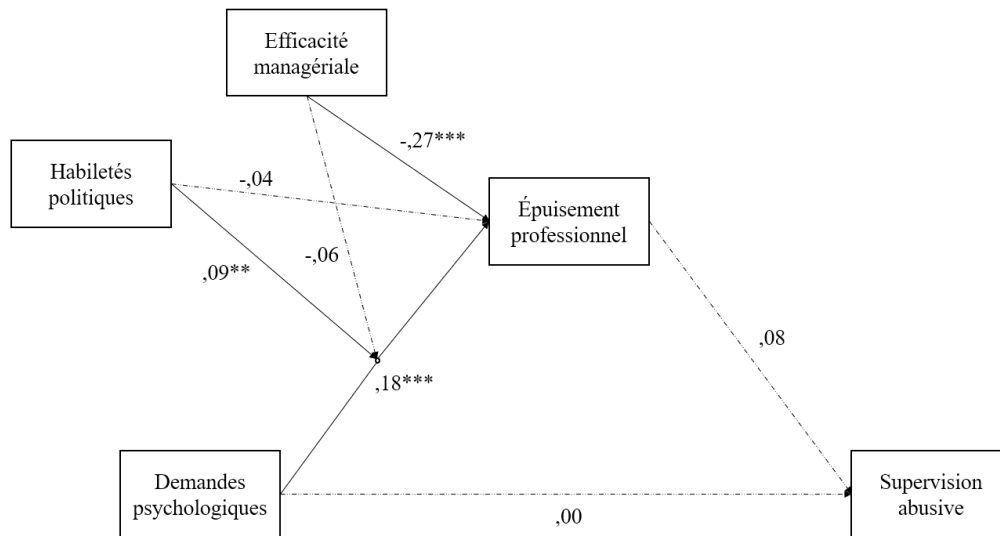 Efficacité
managériale
-,27***
Habiletés
politiques
-,04
Épuisement
professionnel
,09**
-,06
,08
,18***
Demandes
psychologiques
,00
Supervision
abusive